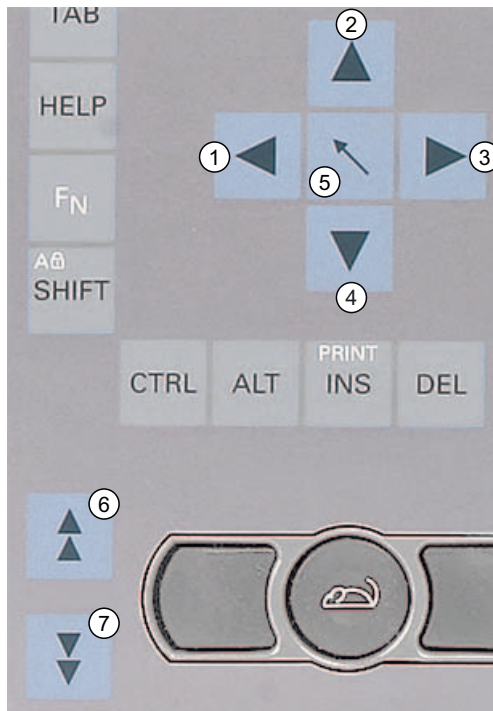 TAB
②
HELP
①
③
⑤
FN
A
SHIFT
④
PRINT
CTRL ALT INS DEL
⑥
⑦